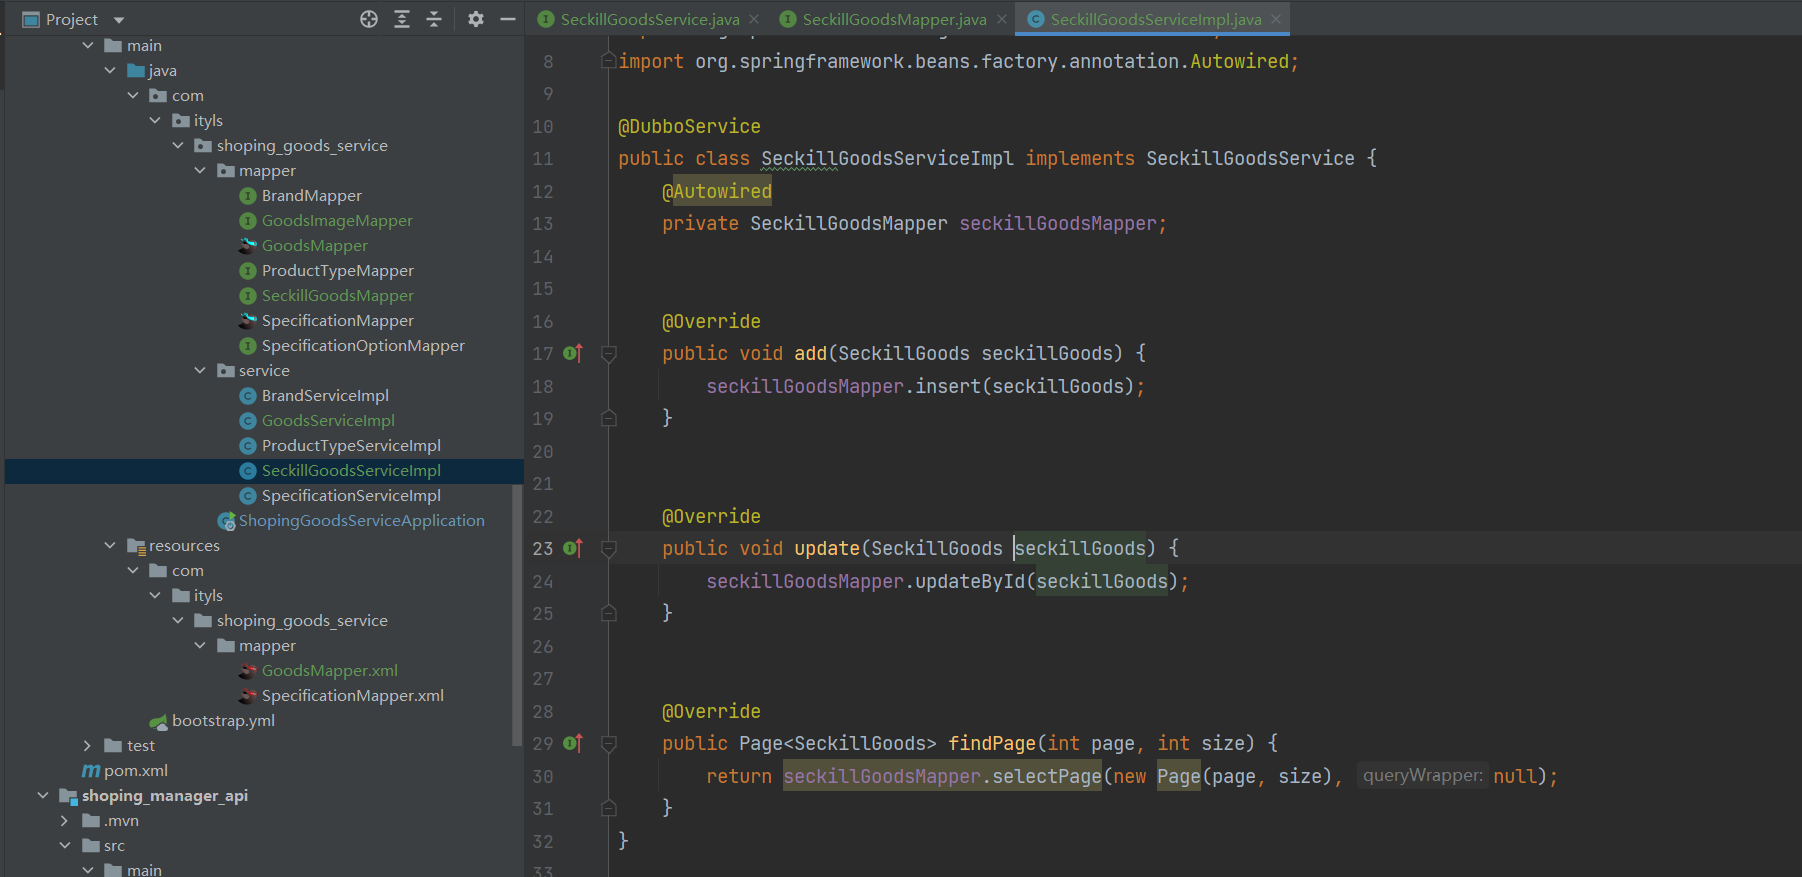 Project
main
java
com
ityls
shoping_goods_service
mapper
BrandMapper
GoodsImageMapper
GoodsMapper
ProductTypeMapper
SeckillGoodsMapper
SpecificationMapper
SpecificationOptionMapper
service
BrandServiceImpl
GoodsServiceImpl
ProductTypeServiceImpl
SeckillGoodsServiceImpl
SpecificationServiceImpl
ShopingGoodsServiceApplication
resources
com
ityls
shoping_goods_service
mapper
GoodsMapper.xml
SpecificationMapper.xml
bootstrap.yml
test
pom.xml
shoping_manager_api
.mvn
src
main
SeckillGoodsService.java SeckillGoodsMapper.java SeckillGoodsServiceImpl.java
8 import org.springframework.beans.factory.annotation.Autowired;
9
10 @DubboService
11 public class SeckillGoodsServiceImpl implements SeckillGoodsService {
12 @Autowired
13 private SeckillGoodsMapper seckillGoodsMapper;
14
15
16 @Override
17 public void add(SeckillGoods seckillGoods) {
18 seckillGoodsMapper.insert(seckillGoods);
19 }
20
21
22 @Override
23 public void update(SeckillGoods seckillGoods) {
24 seckillGoodsMapper.updateById(seckillGoods);
25 }
26
27
28 @Override
29 public Page<SeckillGoods> findPage(int page, int size) {
30 return seckillGoodsMapper.selectPage(new Page(page, size), queryWrapper: null);
31 }
32 }
33